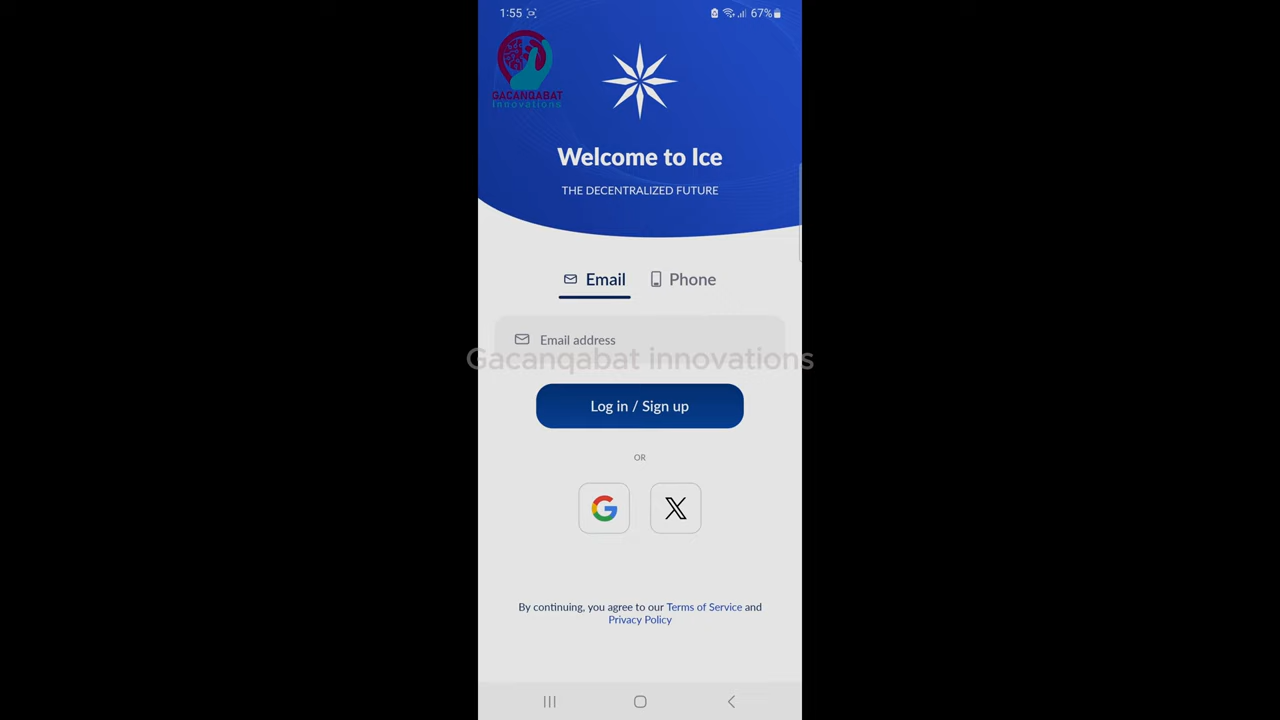 1:55
67%
GACANQABAT
Innovations
Welcome to Ice
THE DECENTRALIZED FUTURE
Email
Phone
Email address
Gacanqabat innovations
Log in / Sign up
OR
By continuing, you agree to our Terms of Service and
Privacy Policy